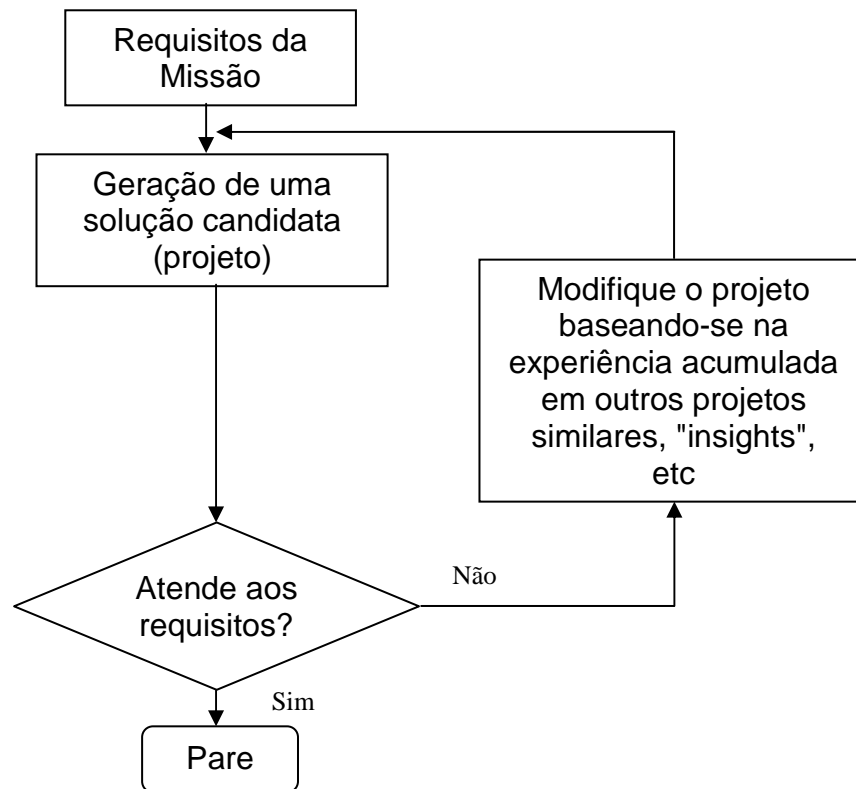 Requisitos da
Missão
Geração de uma
solução candidata
(projeto)
Modifique o projeto
baseando-se na
experiência acumulada
em outros projetos
similares, "insights",
etc
Atende aos
requisitos?
Não
Sim
Pare